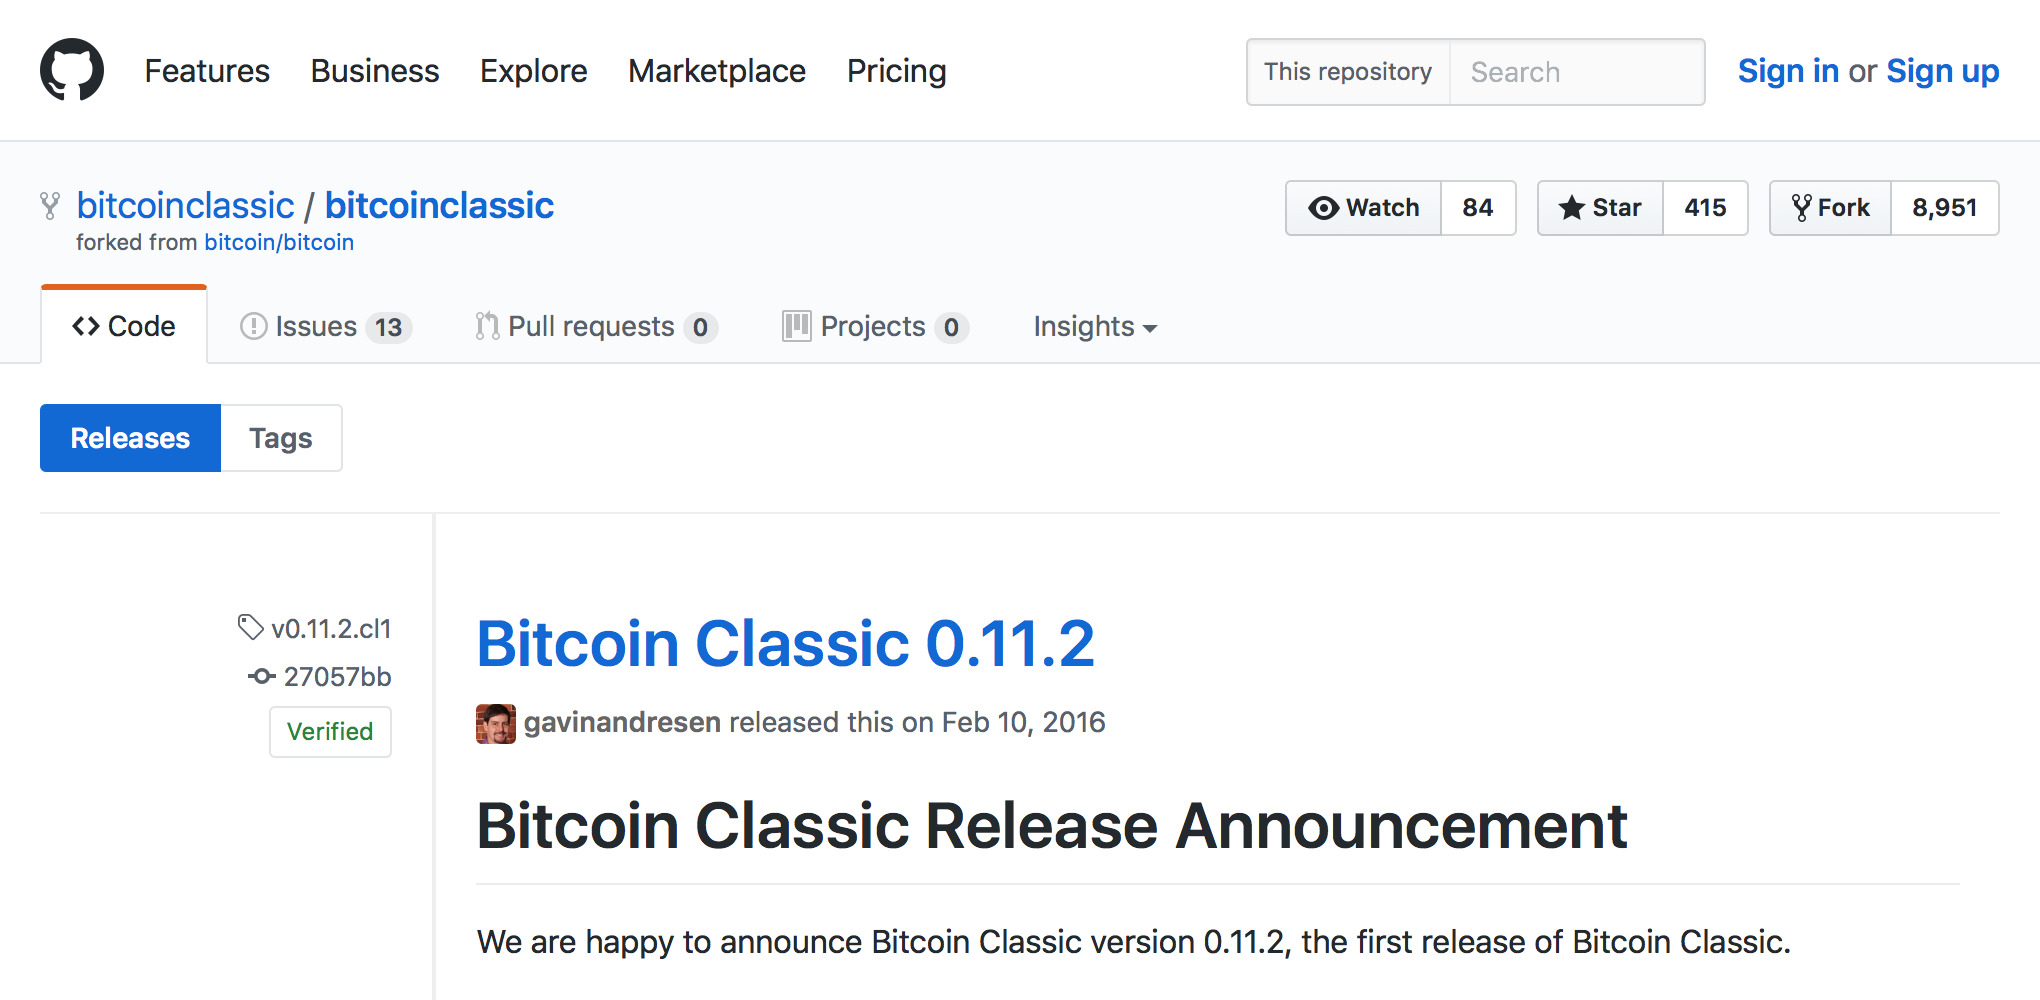 Features Business Explore Marketplace Pricing This repository Search Sign in or Sign up
bitcoinclassic / bitcoinclassic Watch 84 Star 415 Fork 8,951
forked from bitcoin/bitcoin
Code Issues 13 Pull requests 0 Projects 0 Insights
Releases Tags
v0.11.2.cl1
27057bb
Verified
Bitcoin Classic 0.11.2
gavinandresen released this on Feb 10, 2016
Bitcoin Classic Release Announcement
We are happy to announce Bitcoin Classic version 0.11.2, the first release of Bitcoin Classic.